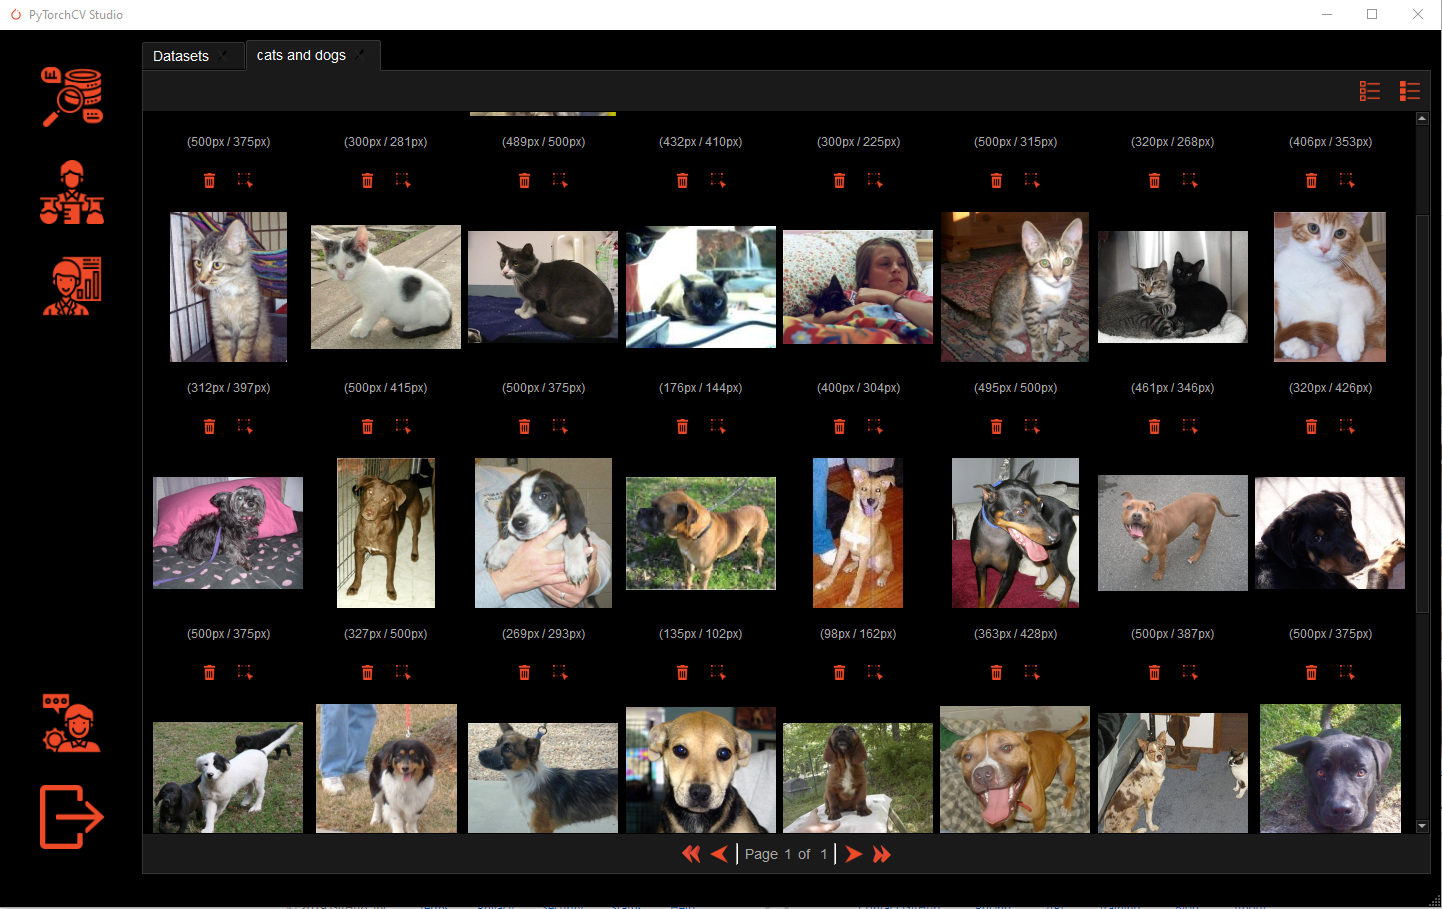 PyTorchCV Studio
Datasets
cats and dogs
(500px / 375px) (300px / 281px) (489px / 500px) (432px / 410px) (300px / 225px) (500px / 315px) (320px / 268px) (406px / 353px)
(312px / 397px) (500px / 415px) (500px / 375px) (176px / 144px) (400px / 304px) (495px / 500px) (461px / 346px) (320px / 426px)
(500px / 375px) (327px / 500px) (269px / 293px) (135px / 102px) (98px / 162px) (363px / 428px) (500px / 387px) (500px / 375px)
Page 1 of 1